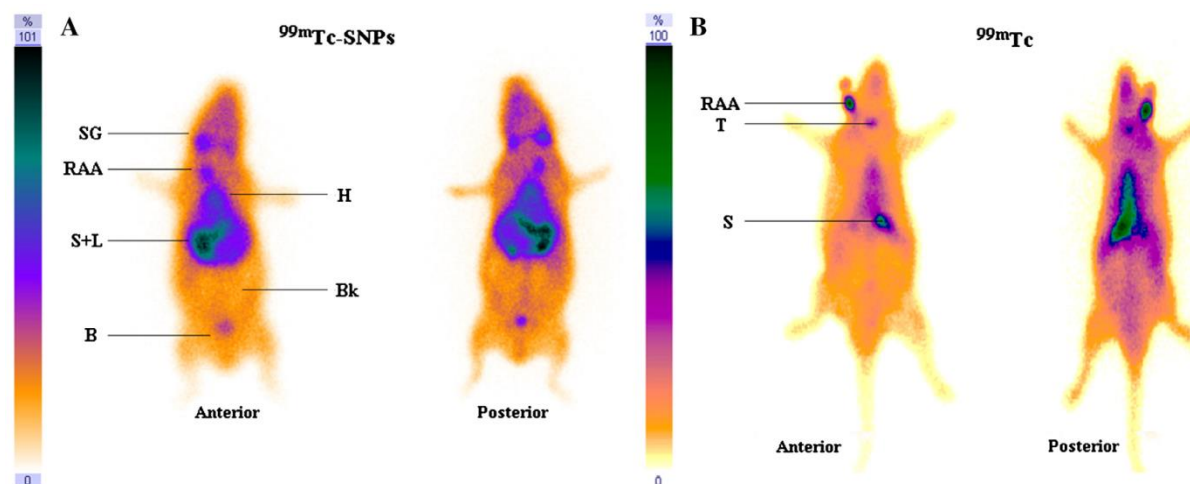 %
101
A
99mTc-SNPs
SG
RAA
H
S+L
Bk
B
Anterior
Posterior
0
%
100
B
99mTc
RAA
T
S
Anterior
Posterior
0